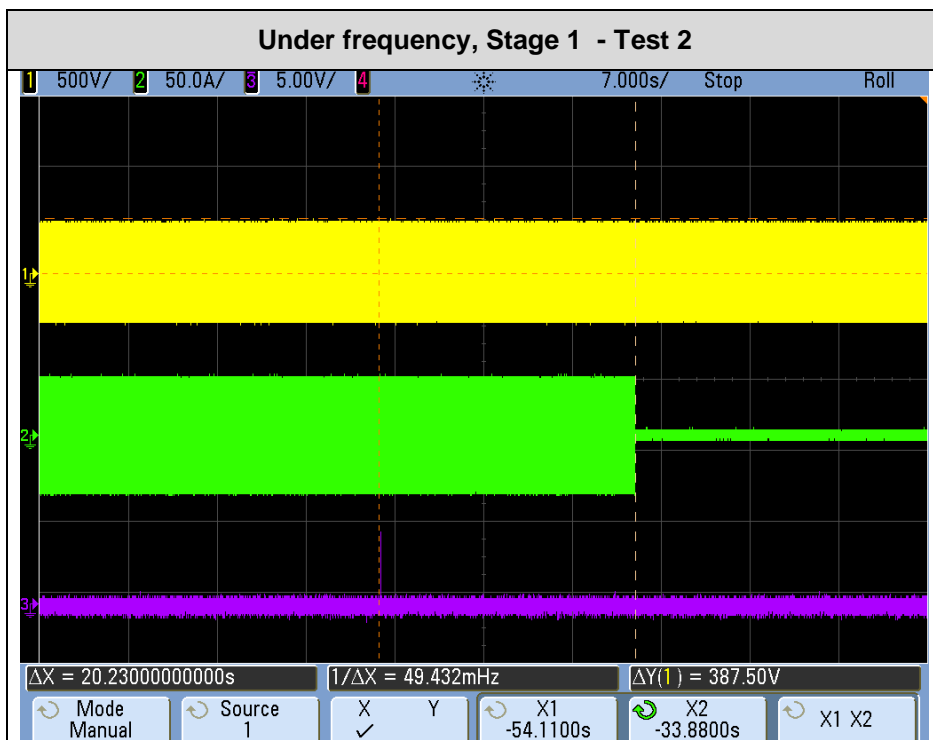 Under frequency, Stage 1 - Test 2
1 500V/ 2 50.0A/ 3 5.00V/ 4 7.000s/ Stop Roll
1
2
3
ΔX = 20.23000000000s 1/ΔX = 49.432mHz ΔY(1) = 387.50V
Mode Source X Y X1 X2 X1 X2
Manual 1 ✓ -54.1100s -33.8800s